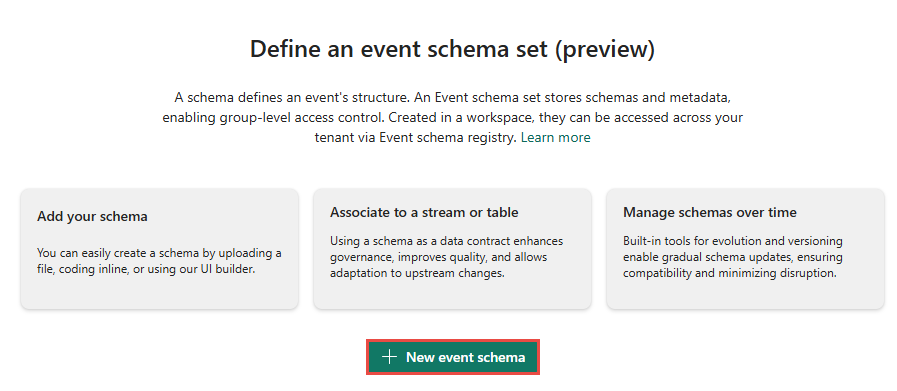 Define an event schema set (preview)
A schema defines an event's structure. An Event schema set stores schemas and metadata,
enabling group-level access control. Created in a workspace, they can be accessed across your
tenant via Event schema registry. Learn more
Add your schema
You can easily create a schema by uploading a
file, coding inline, or using our UI builder.
Associate to a stream or table
Using a schema as a data contract enhances
governance, improves quality, and allows
adaptation to upstream changes.
Manage schemas over time
Built-in tools for evolution and versioning
enable gradual schema updates, ensuring
compatibility and minimizing disruption.
New event schema